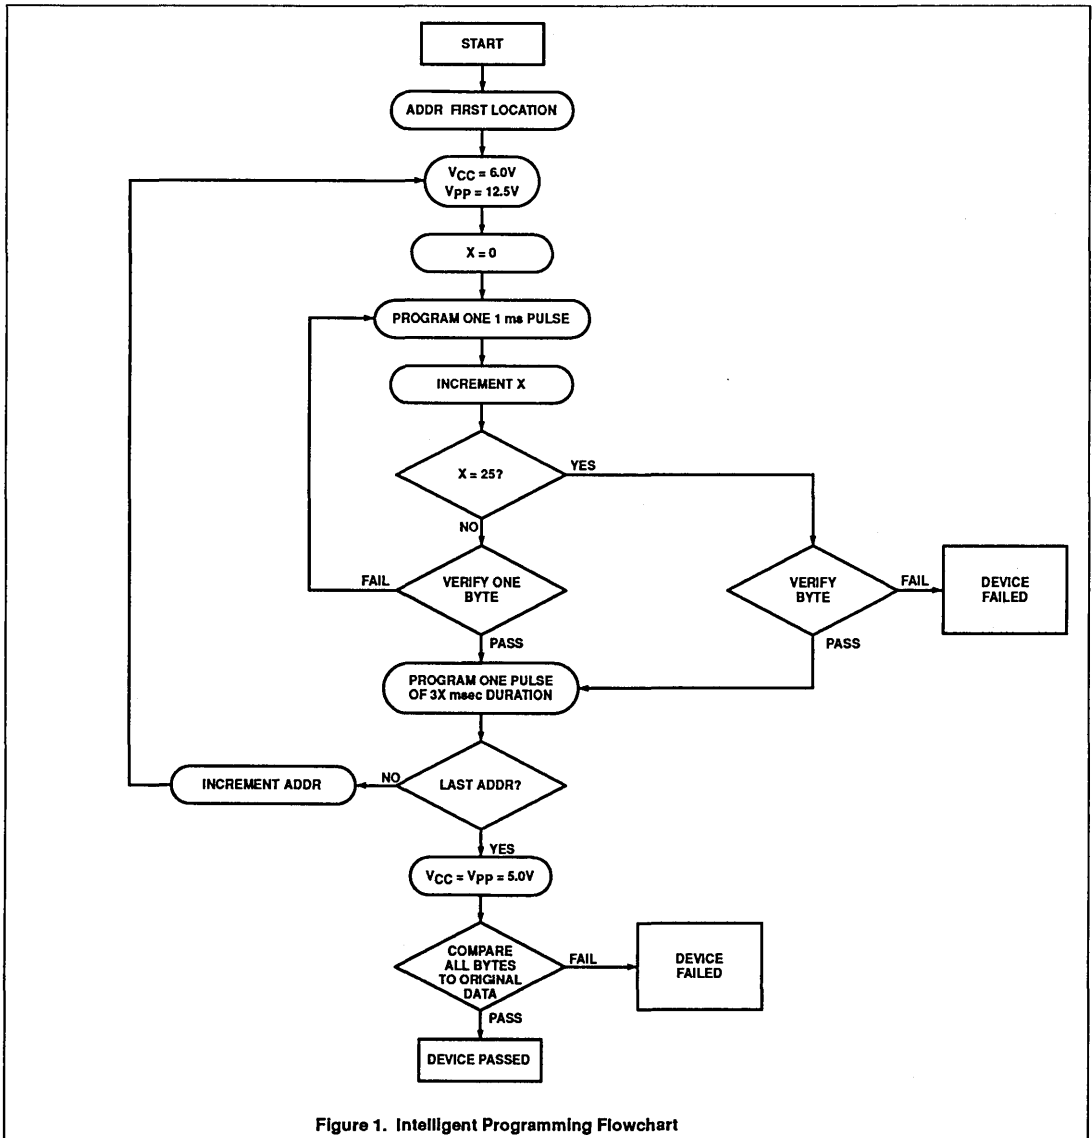 START
ADDR FIRST LOCATION
VCC = 6.0V
VPP = 12.5V
X = 0
PROGRAM ONE 1 ms PULSE
INCREMENT X
X = 25?
YES
NO
VERIFY ONE
BYTE
FAIL
PASS
VERIFY
BYTE
FAIL
PASS
DEVICE
FAILED
PROGRAM ONE PULSE
OF 3X msec DURATION
LAST ADDR?
NO
INCREMENT ADDR
YES
VCC = VPP = 5.0V
COMPARE
ALL BYTES
TO ORIGINAL
DATA
FAIL
DEVICE
FAILED
PASS
DEVICE PASSED
Figure 1. Intelligent Programming Flowchart